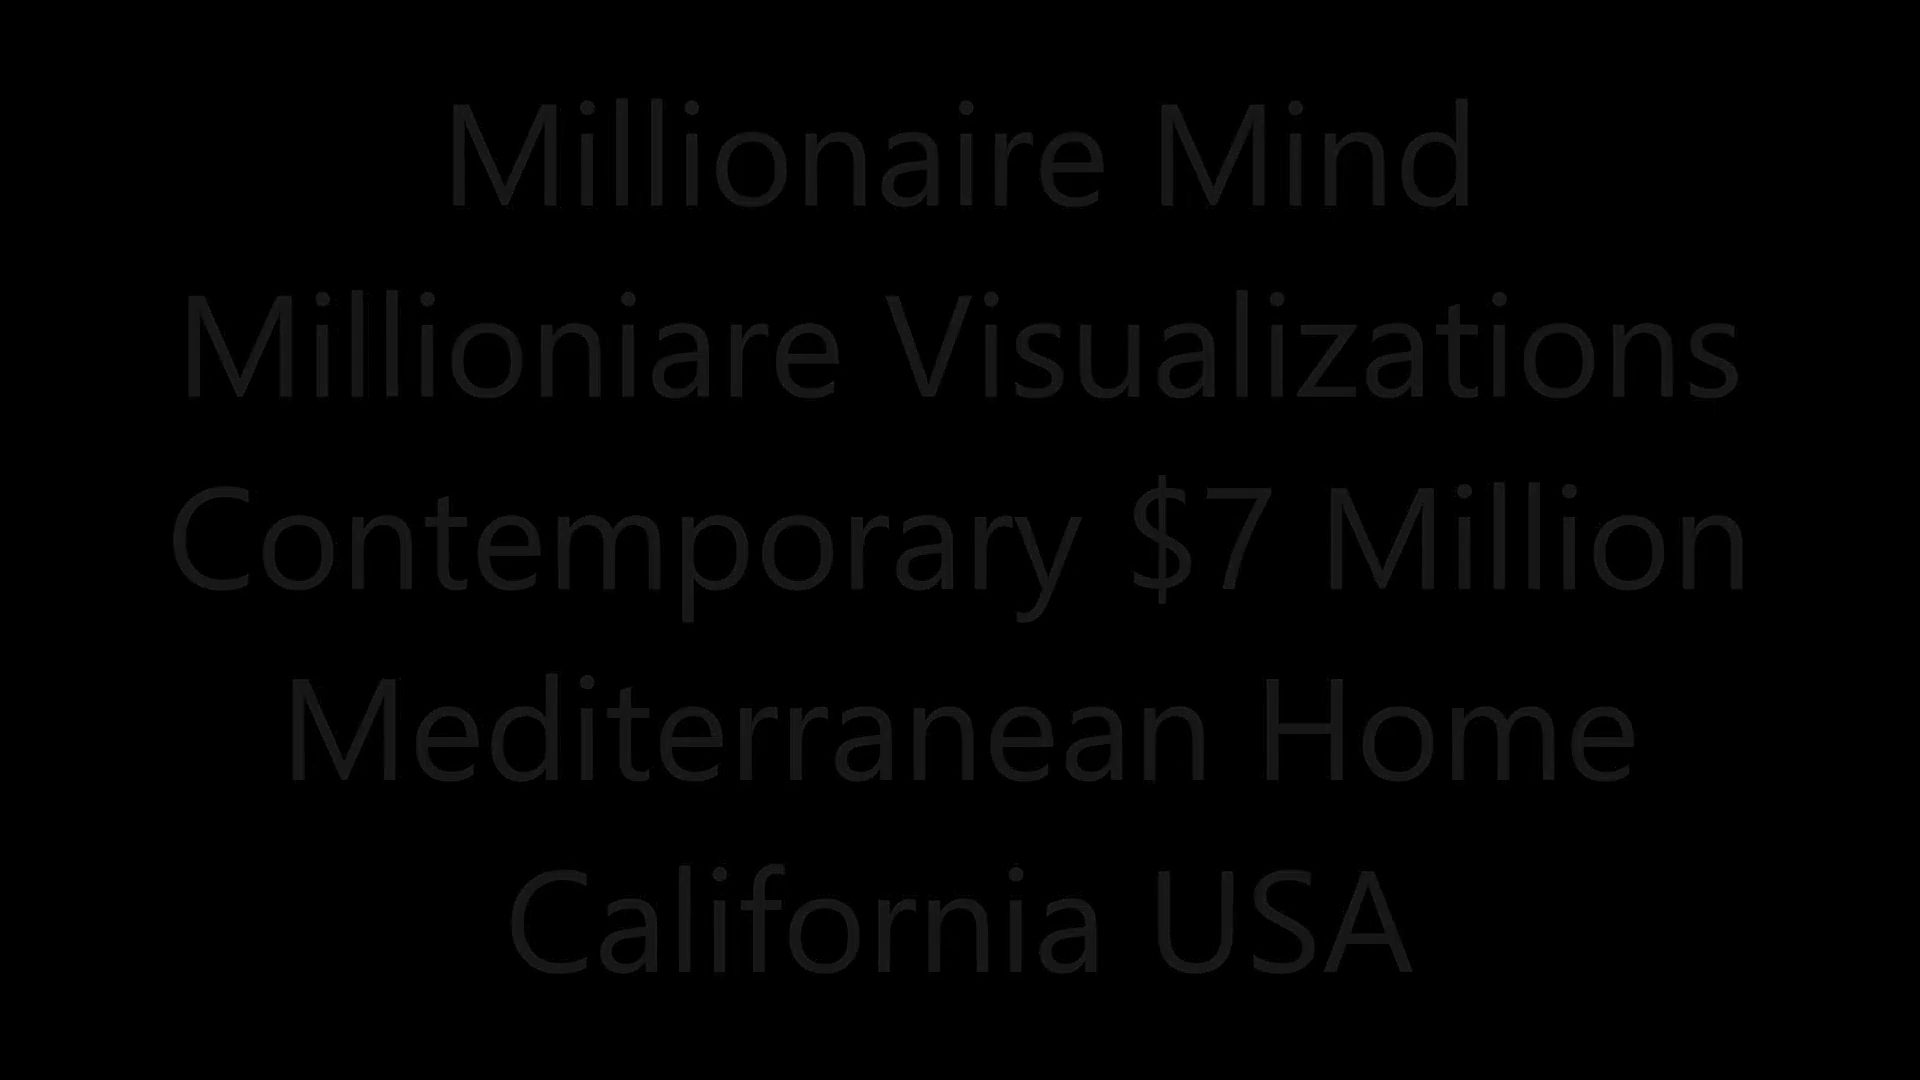 Millionaire Mind
Millioniare Visualizations
Contemporary $7 Million
Mediterranean Home
California USA